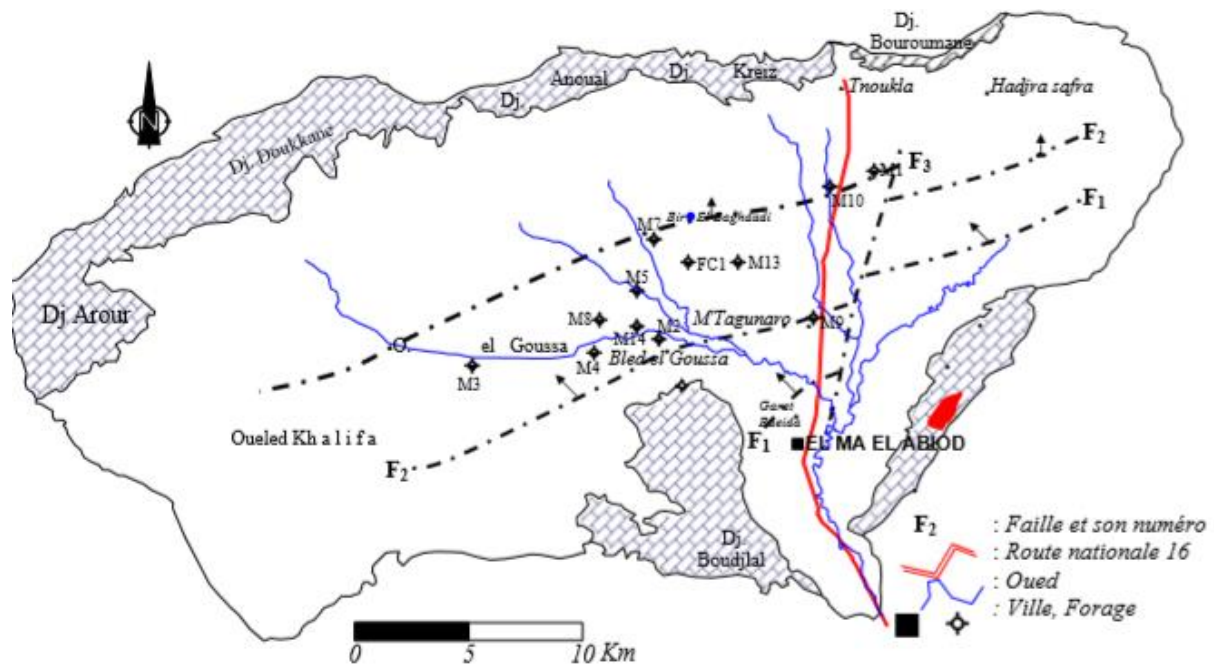 Dj.
Bouroumane
Dj.
Anoual
Dj.
Kreiz
Tnoukla
Hadjra safra
N
Dj. Doukkane
F2
F3
M1
M10
F1
M7
Bir El Baghdadi
FC1
M13
M5
Dj Arour
M8
M14
M2
M'Tagunaro
M9
O.
el Goussa
M4
Bled el Goussa
M3
Oueled Khalifa
F2
F1
EL MA EL ABIOD
Dj.
Boudjlal
F2 : Faille et son numéro
: Route nationale 16
: Oued
: Ville, Forage
0 5 10 Km